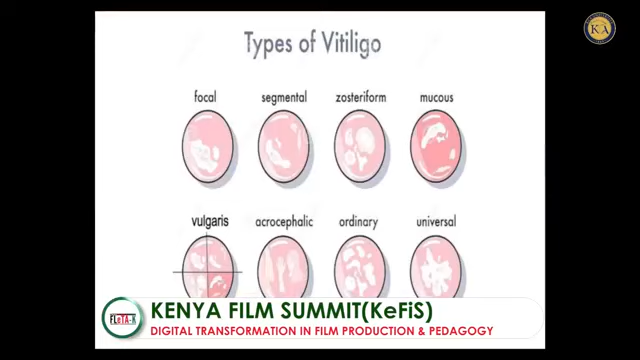 Types of Vitiligo
focal segmental zosteriform mucous
vulgaris acrocephalic ordinary universal
FLeTA-K
KENYA FILM SUMMIT(KeFiS)
DIGITAL TRANSFORMATION IN FILM PRODUCTION & PEDAGOGY